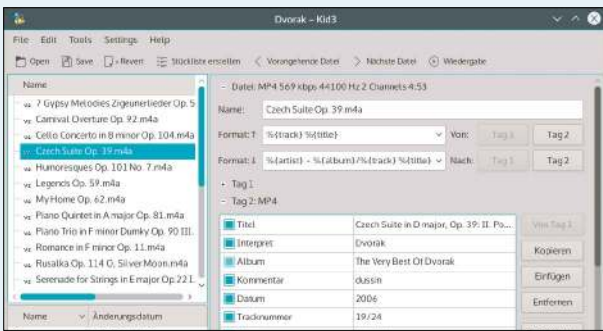 Dvorak – Kid3
File Edit Tools Settings Help
Open Save Revert Stückliste erstellen Vorangehende Datei Nächste Datei Wiedergabe
Name
7 Gypsy Melodies Zigeunerlieder Op. 5
Carnival Overture Op. 92.m4a
Cello Concerto in B minor Op. 104.m4a
Czech Suite Op. 39.m4a
Humoresques Op. 101 No. 7.m4a
Legends Op. 59.m4a
My Home Op. 62.m4a
Piano Quintet in A major Op. 81.m4a
Piano Trio in F minor Dumky Op. 90 III.
Romance in F minor Op. 11.m4a
Rusalka Op. 114 O, Silver Moon.m4a
Serenade for Strings in E major Op.22 I.
Name Änderungsdatum
Datei: MP4 569 kbps 44100 Hz 2 Channels 4:53
Name: Czech Suite Op. 39.m4a
Format: ↑ %{track} %{title} Von: Tag 1 Tag 2
Format: ↓ %{artist} - %{album}/%{track} %{title} Nach: Tag 1 Tag 2
Tag 1
Tag 2: MP4
Titel Czech Suite in D major, Op. 39: II. Po...
Interpret Dvorak
Album The Very Best Of Dvorak
Kommentar dussin
Datum 2006
Tracknummer 19/24
Von Tag 1
Kopieren
Einfügen
Entfernen